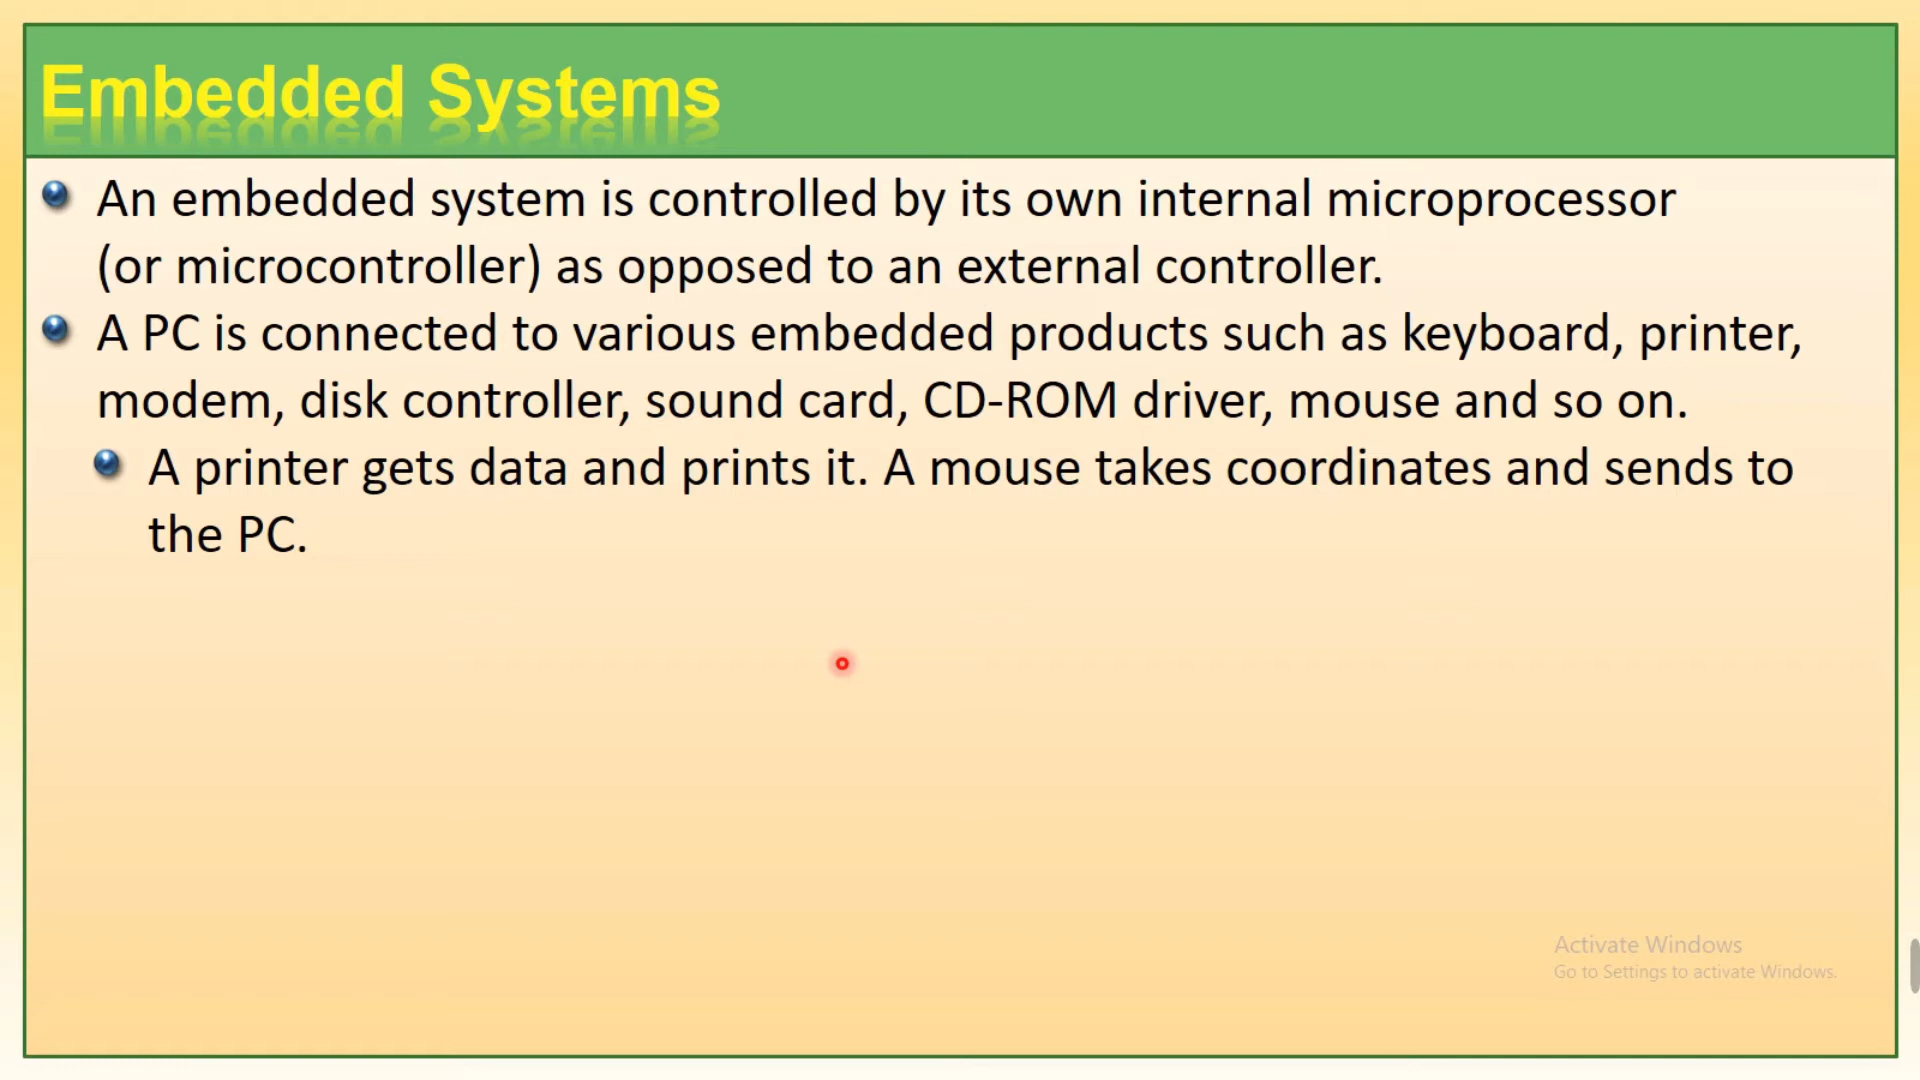 Embedded Systems
An embedded system is controlled by its own internal microprocessor
(or microcontroller) as opposed to an external controller.
A PC is connected to various embedded products such as keyboard, printer,
modem, disk controller, sound card, CD-ROM driver, mouse and so on.
A printer gets data and prints it. A mouse takes coordinates and sends to
the PC.
Activate Windows
Go to Settings to activate Windows.